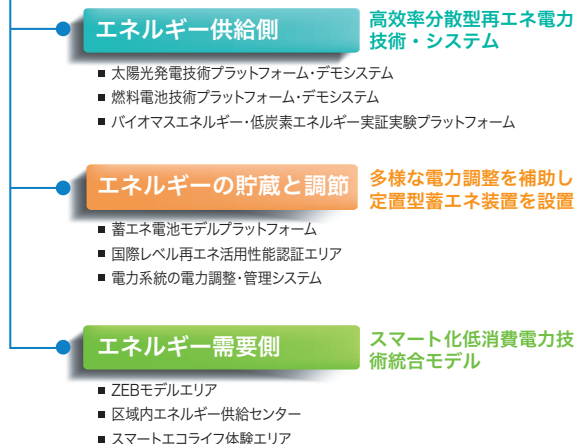 エネルギー供給側
高効率分散型再エネ電力
技術・システム
■ 太陽光発電技術プラットフォーム・デモシステム
■ 燃料電池技術プラットフォーム・デモシステム
■ バイオマスエネルギー・低炭素エネルギー実証実験プラットフォーム
エネルギーの貯蔵と調節
多様な電力調整を補助し
定置型蓄エネ装置を設置
■ 蓄エネ電池モデルプラットフォーム
■ 国際レベル再エネ活用性能認証エリア
■ 電力系統の電力調整・管理システム
エネルギー需要側
スマート化低消費電力技
術統合モデル
■ ZEBモデルエリア
■ 区域内エネルギー供給センター
■ スマートエコライフ体験エリア